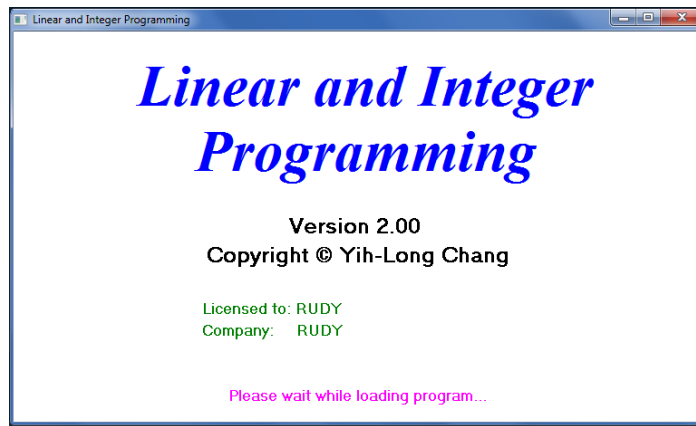 Linear and Integer Programming
Linear and Integer
Programming
Version 2.00
Copyright © Yih-Long Chang
Licensed to: RUDY
Company: RUDY
Please wait while loading program...